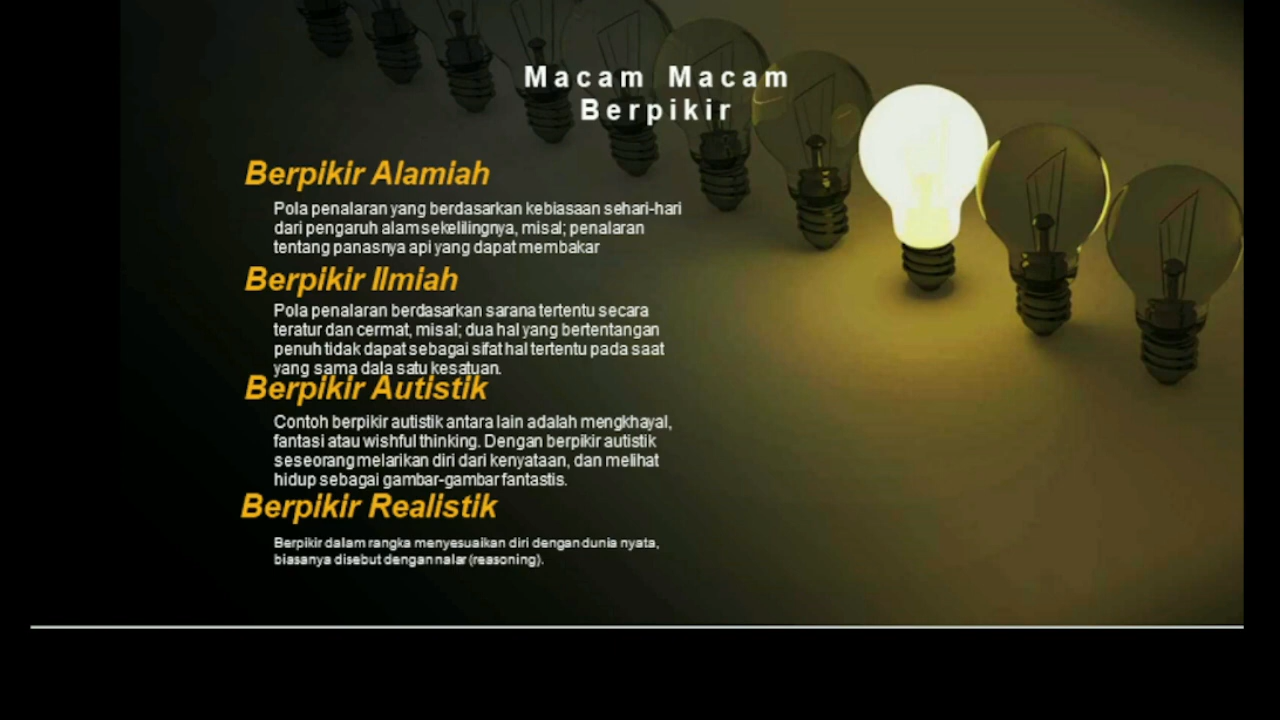 Macam Macam
Berpikir
Berpikir Alamiah
Pola penalaran yang berdasarkan kebiasaan sehari-hari
dari pengaruh alam sekelilingnya, misal; penalaran
tentang panasnya api yang dapat membakar
Berpikir Ilmiah
Pola penalaran berdasarkan sarana tertentu secara
teratur dan cermat, misal; dua hal yang bertentangan
penuh tidak dapat sebagai sifat hal tertentu pada saat
yang sama dala satu kesatuan.
Berpikir Autistik
Contoh berpikir autistik antara lain adalah mengkhayal,
fantasi atau wishful thinking. Dengan berpikir autistik
seseorang melarikan diri dari kenyataan, dan melihat
hidup sebagai gambar-gambar fantastis.
Berpikir Realistik
Berpikir dalam rangka menyesuaikan diri dengan dunia nyata,
biasanya disebut dengan nalar (reasoning).